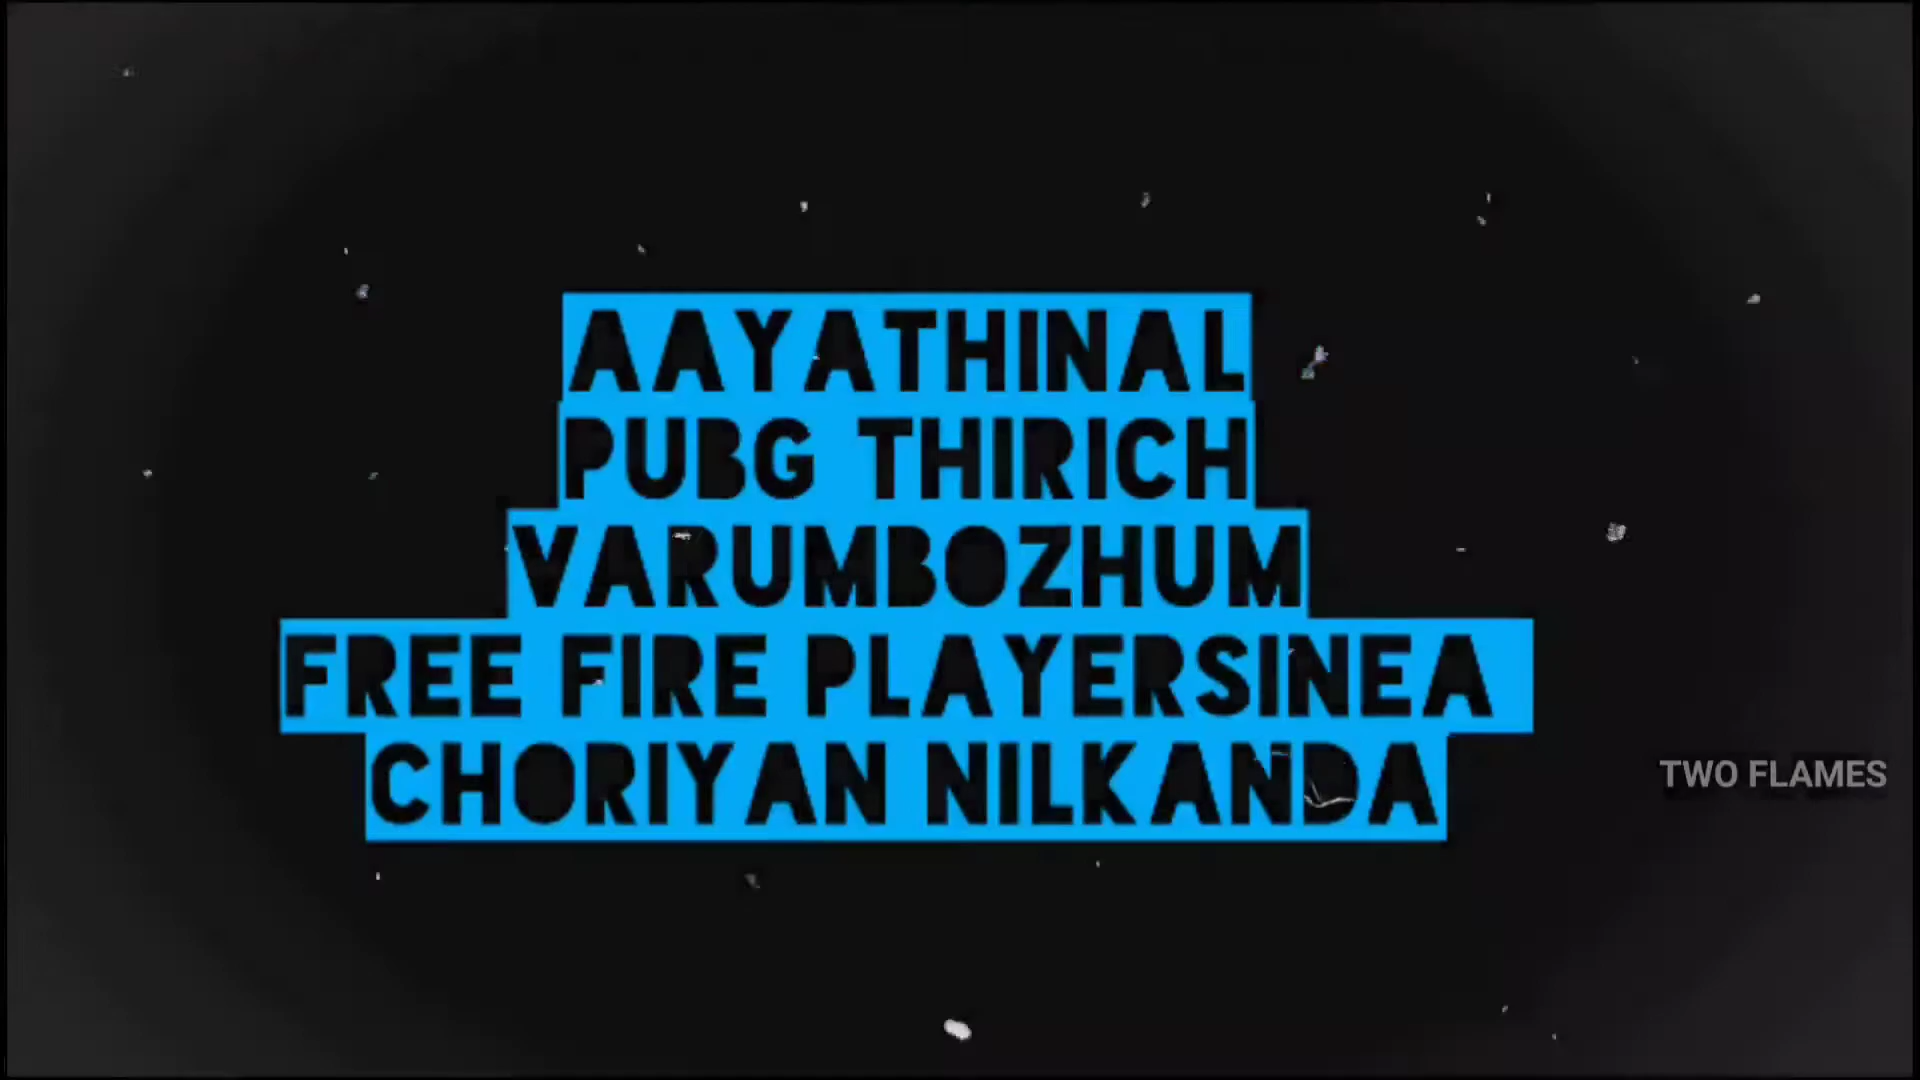 AAYATHINAL
PUBG THIRICH
VARUMBOZHUM
FREE FIRE PLAYERSINEA
CHORIYAN NILKANDA
TWO FLAMES